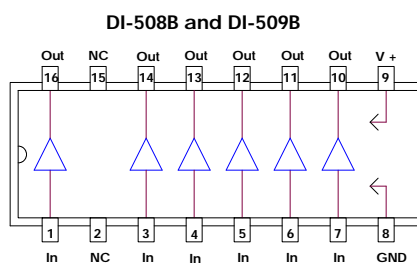 DI-508B and DI-509B
Out NC Out Out Out Out Out V +
16 15 14 13 12 11 10 9
1 2 3 4 5 6 7 8
In NC In In In In In GND